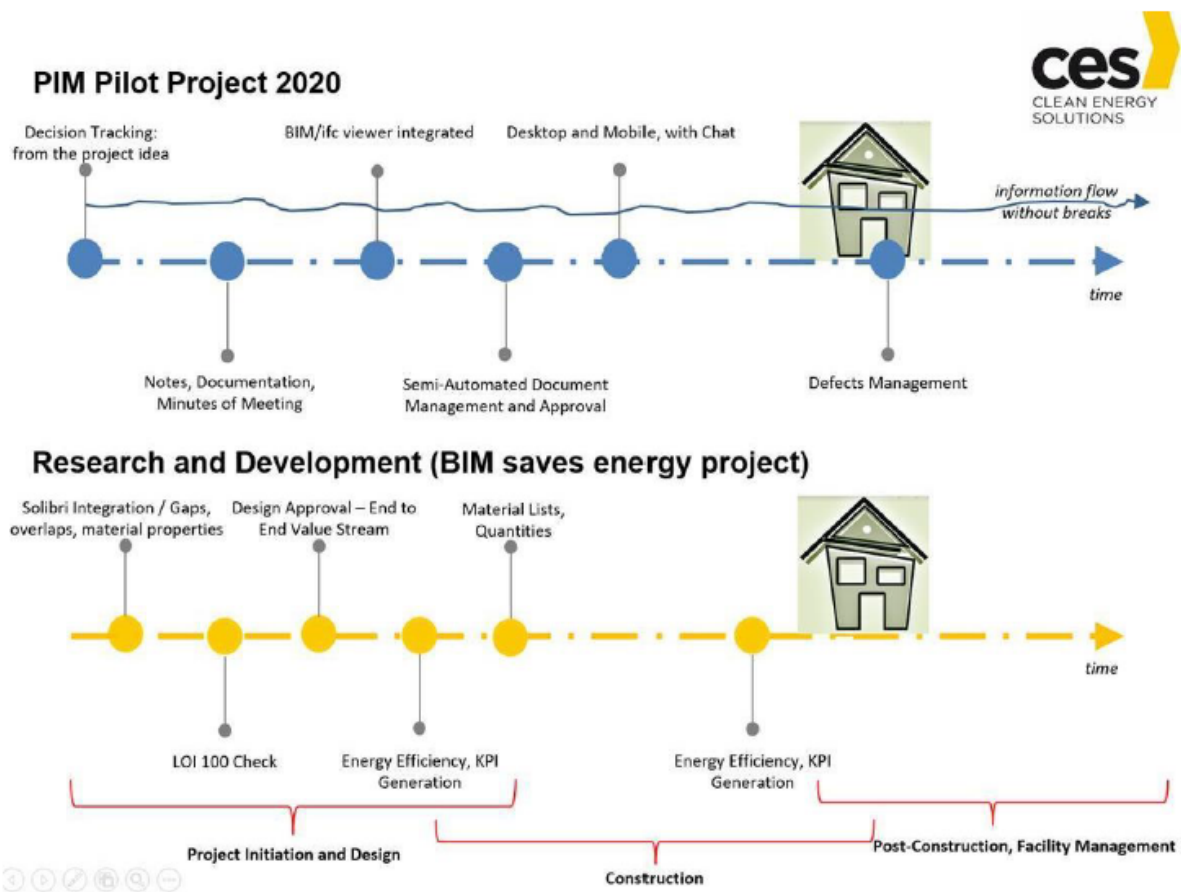 ces
CLEAN ENERGY
SOLUTIONS
PIM Pilot Project 2020
Decision Tracking:
from the project idea
BIM/ifc viewer integrated
Desktop and Mobile, with Chat
information flow
without breaks
time
Notes, Documentation,
Minutes of Meeting
Semi-Automated Document
Management and Approval
Defects Management
Research and Development (BIM saves energy project)
Solibri Integration / Gaps,
overlaps, material properties
Design Approval – End to
End Value Stream
Material Lists,
Quantities
time
LOI 100 Check
Energy Efficiency, KPI
Generation
Energy Efficiency, KPI
Generation
Project Initiation and Design
Construction
Post-Construction, Facility Management